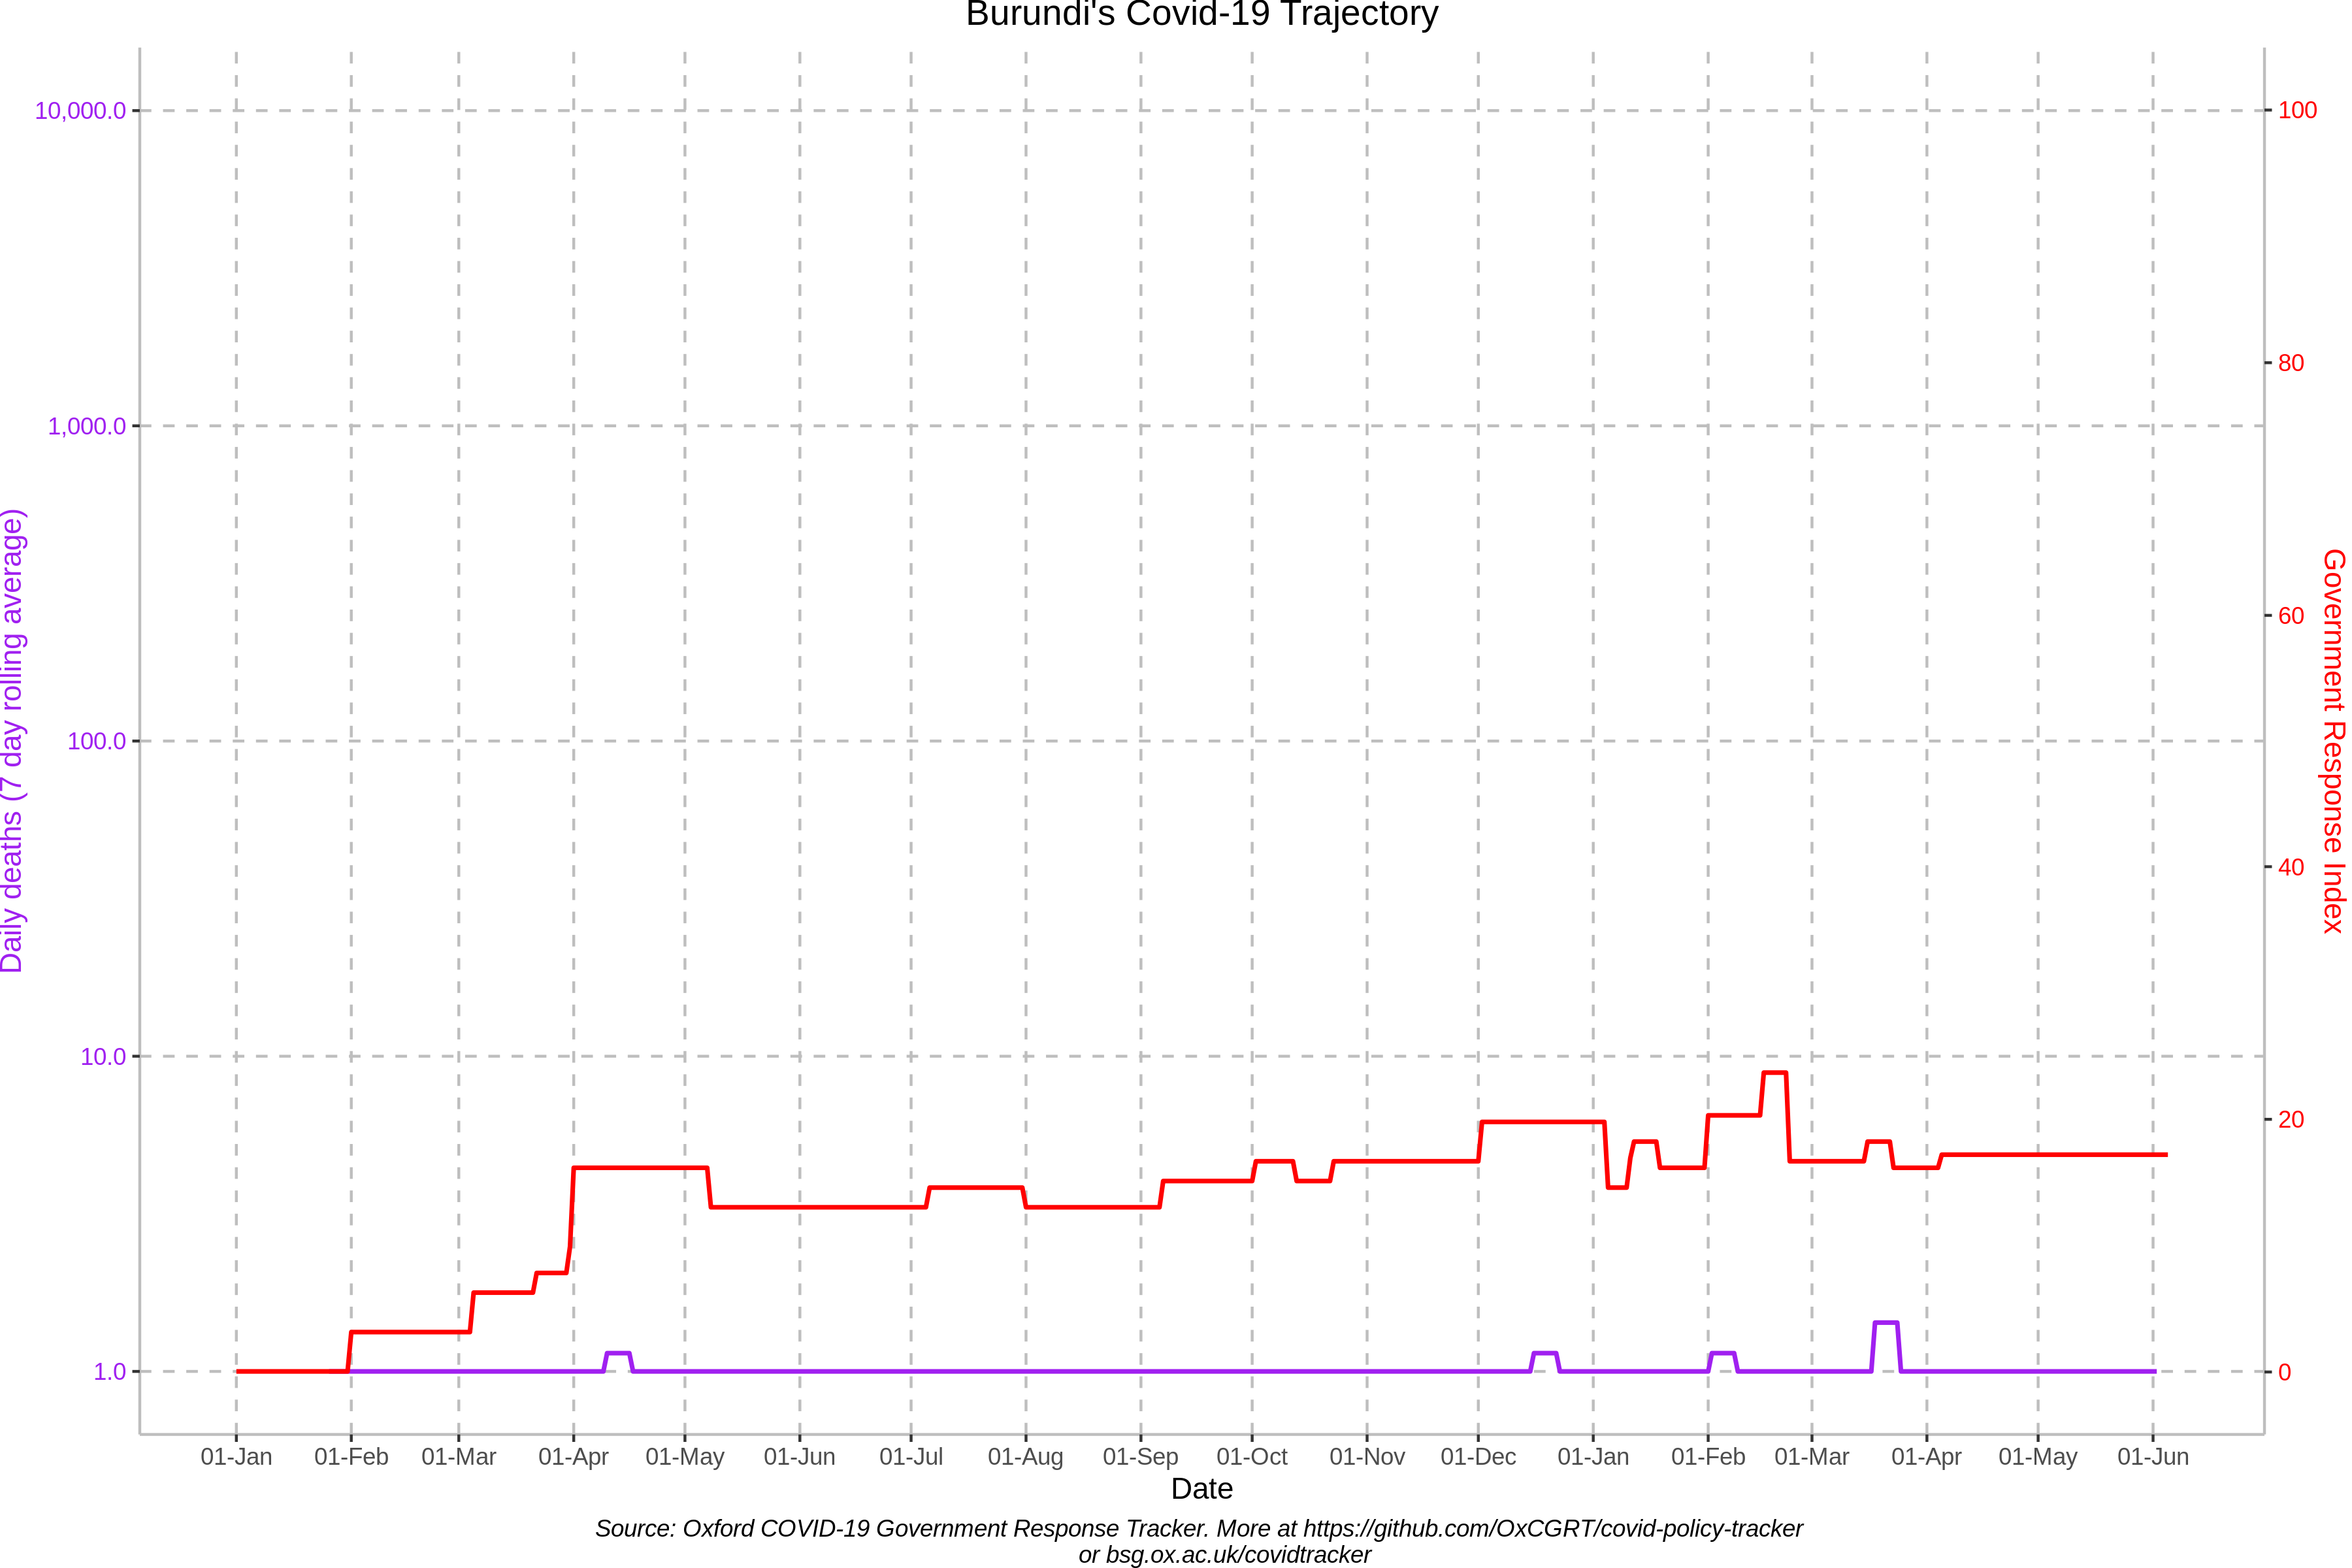 Burundi's Covid-19 Trajectory
10,000.0
1,000.0
100.0
10.0
1.0
Daily deaths (7 day rolling average)
100
80
60
40
20
0
Government Response Index
01-Jan 01-Feb 01-Mar 01-Apr 01-May 01-Jun 01-Jul 01-Aug 01-Sep 01-Oct 01-Nov 01-Dec 01-Jan 01-Feb 01-Mar 01-Apr 01-May 01-Jun
Date
Source: Oxford COVID-19 Government Response Tracker. More at https://github.com/OxCGRT/covid-policy-tracker
or bsg.ox.ac.uk/covidtracker